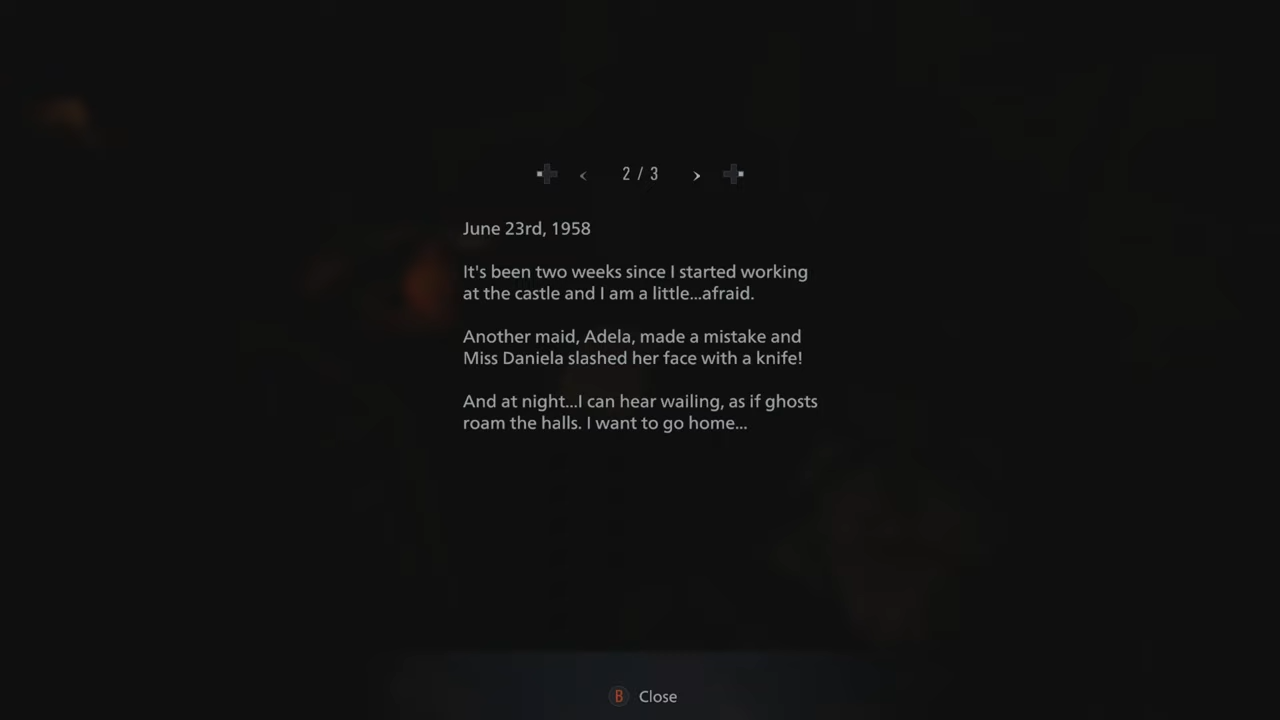 < 2 / 3 >
June 23rd, 1958
It's been two weeks since I started working
at the castle and I am a little...afraid.
Another maid, Adela, made a mistake and
Miss Daniela slashed her face with a knife!
And at night...I can hear wailing, as if ghosts
roam the halls. I want to go home...
B Close